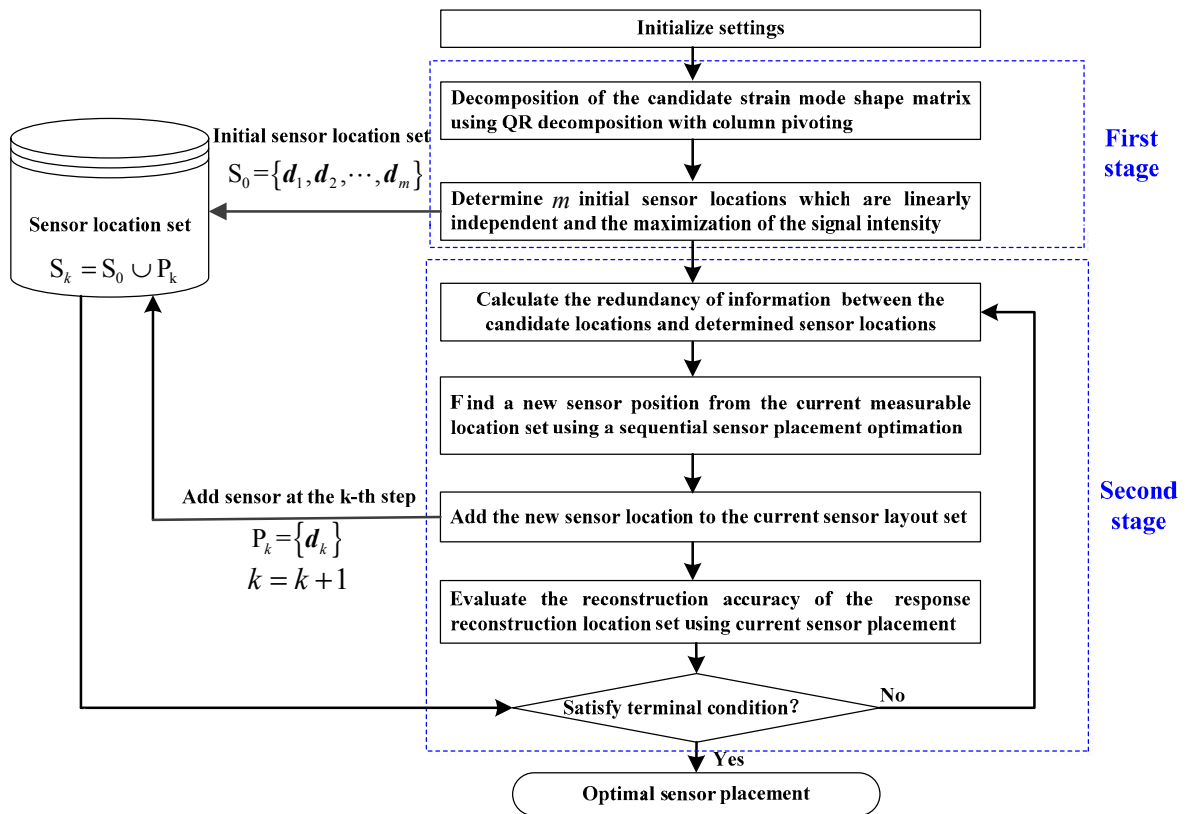 Initialize settings
Decomposition of the candidate strain mode shape matrix
using QR decomposition with column pivoting
First
stage
Initial sensor location set
S₀={d₁,d₂,⋯,dₘ}
Determine m initial sensor locations which are linearly
independent and the maximization of the signal intensity
Sensor location set
Sₖ = S₀ ∪ Pₖ
Calculate the redundancy of information between the
candidate locations and determined sensor locations
Find a new sensor position from the current measurable
location set using a sequential sensor placement optimation
Second
stage
Add sensor at the k-th step
Pₖ={dₖ}
k = k+1
Add the new sensor location to the current sensor layout set
Evaluate the reconstruction accuracy of the response
reconstruction location set using current sensor placement
Satisfy terminal condition?
No
Yes
Optimal sensor placement